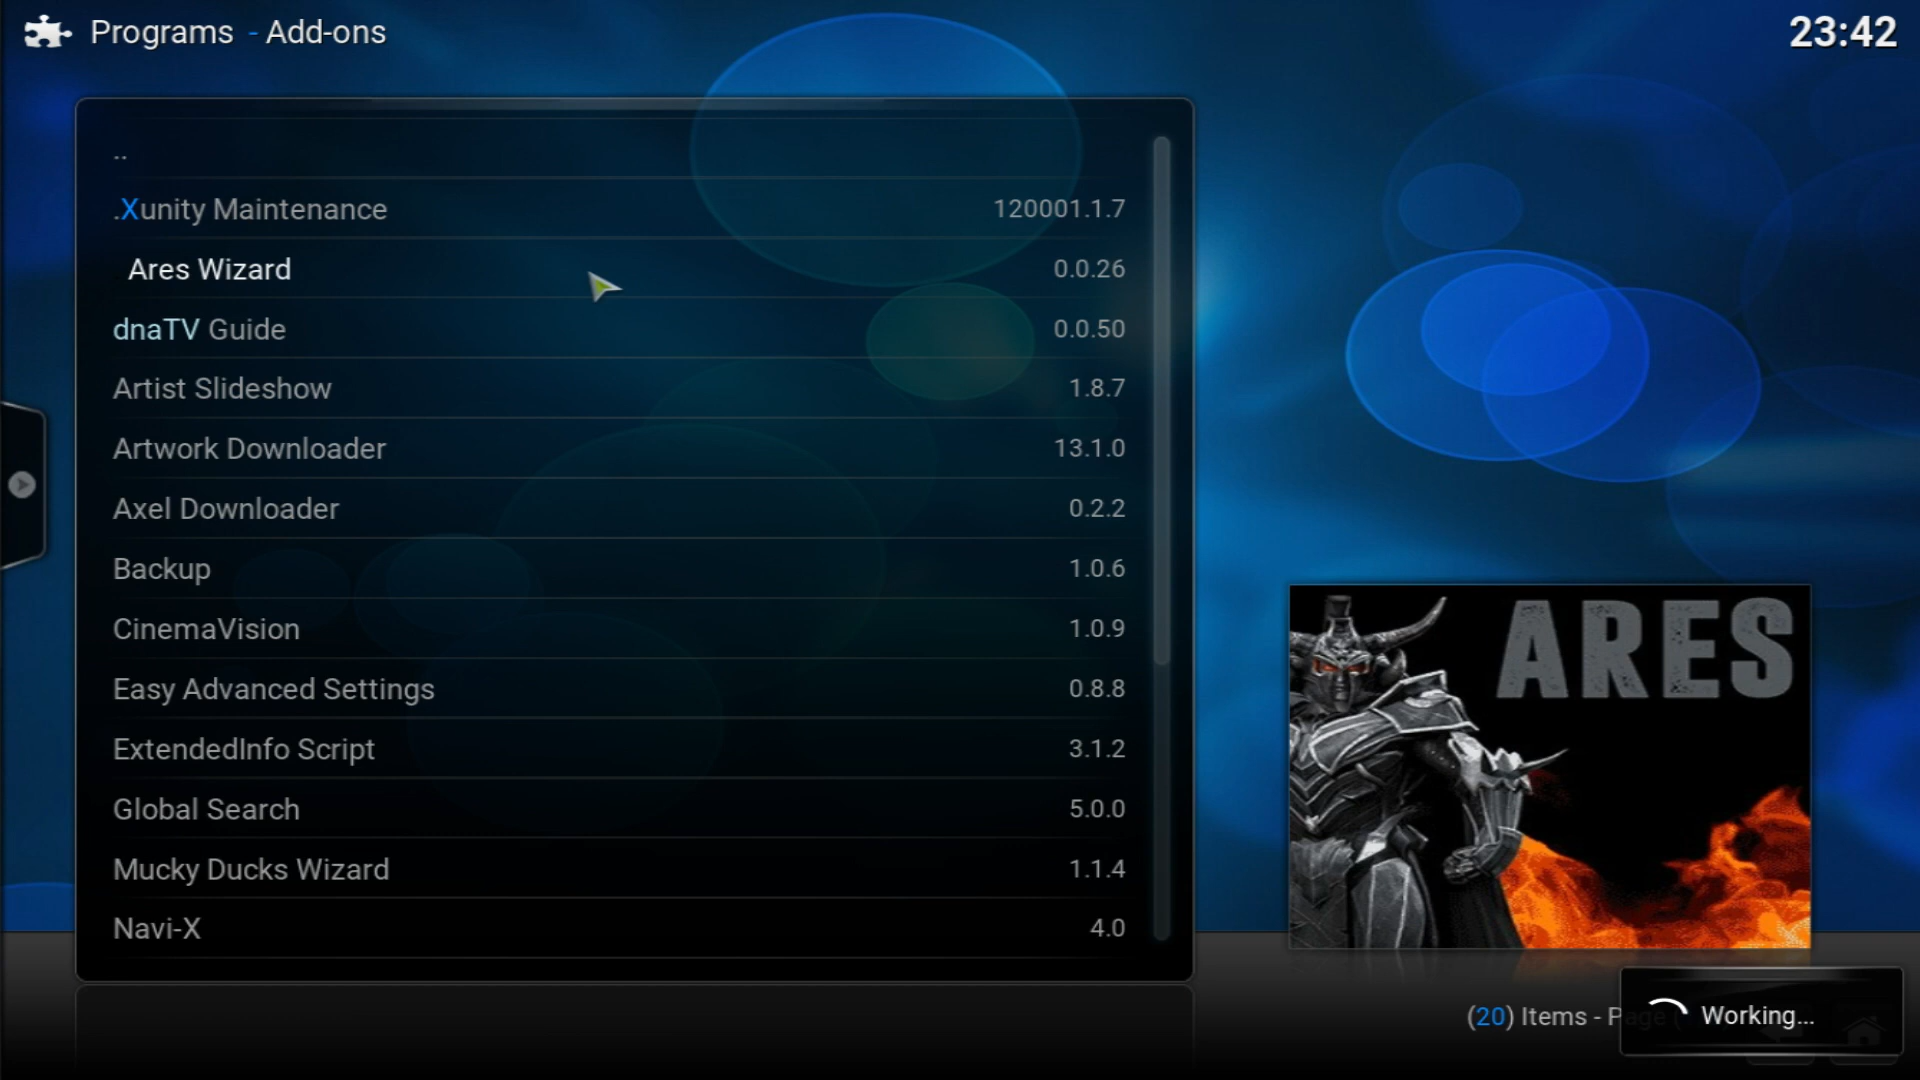 Programs - Add-ons
23:42
..
.Xunity Maintenance 120001.1.7
Ares Wizard 0.0.26
dnaTV Guide 0.0.50
Artist Slideshow 1.8.7
Artwork Downloader 13.1.0
Axel Downloader 0.2.2
Backup 1.0.6
CinemaVision 1.0.9
Easy Advanced Settings 0.8.8
ExtendedInfo Script 3.1.2
Global Search 5.0.0
Mucky Ducks Wizard 1.1.4
Navi-X 4.0
ARES
(20) Items - Page (
Working...